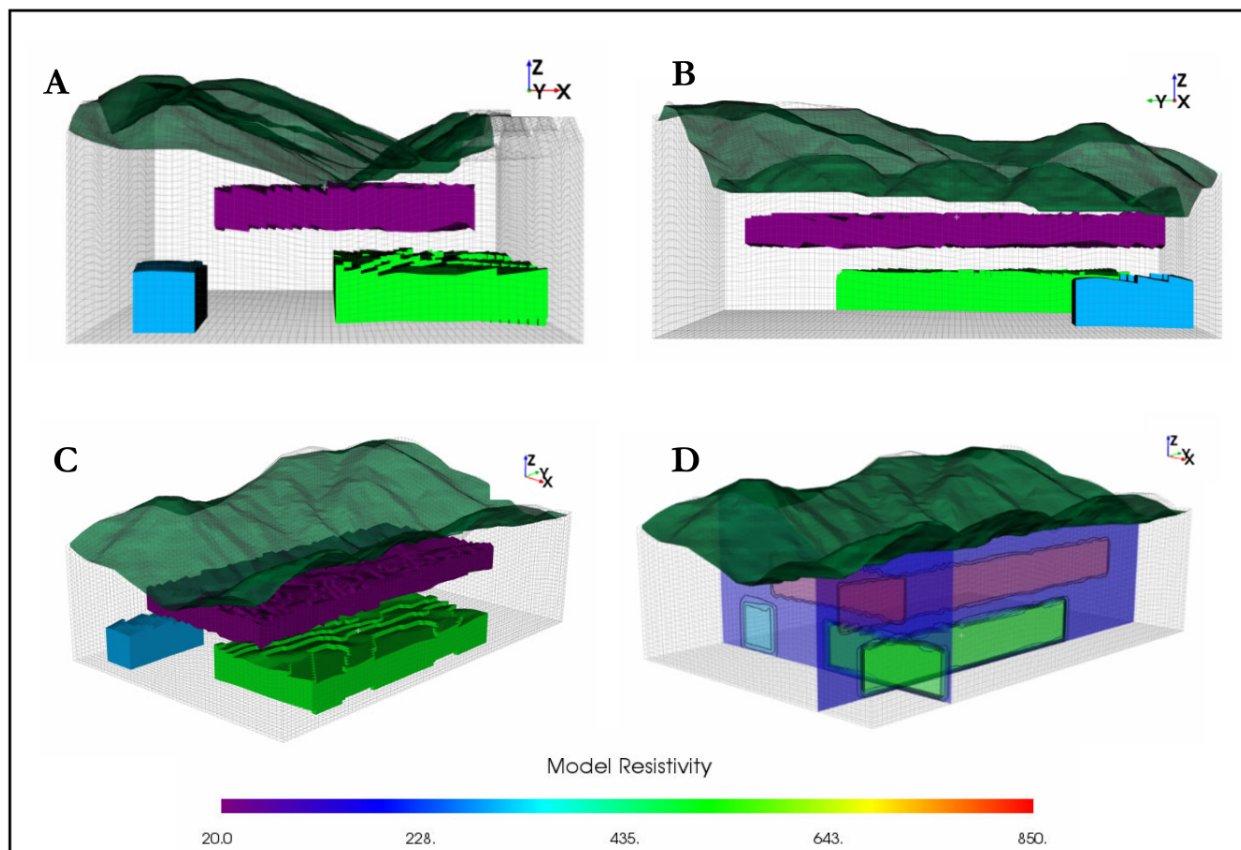 A
Z
Y X
B
Z
Y X
C
Z
Y
X
D
Z
Y
X
Model Resistivity
20.0 228. 435. 643. 850.